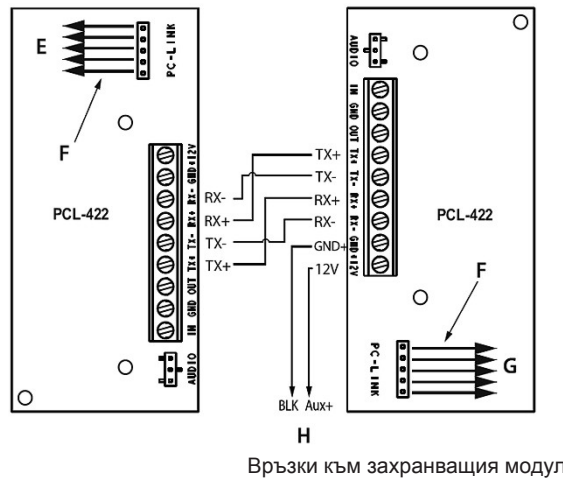 E
F
PC-LINK
PCL-422
IN GND OUT Tx+ Tx- RX+ RX- GND+12V
AUDIO
RX-
RX+
TX-
TX+
TX+
TX-
RX+
RX-
GND+
12V
BLK Aux+
H
AUDIO
IN GND OUT Tx+ Tx- RX+ RX- GND+12V
PCL-422
PC-LINK
F
G
Връзки към захранващия модул